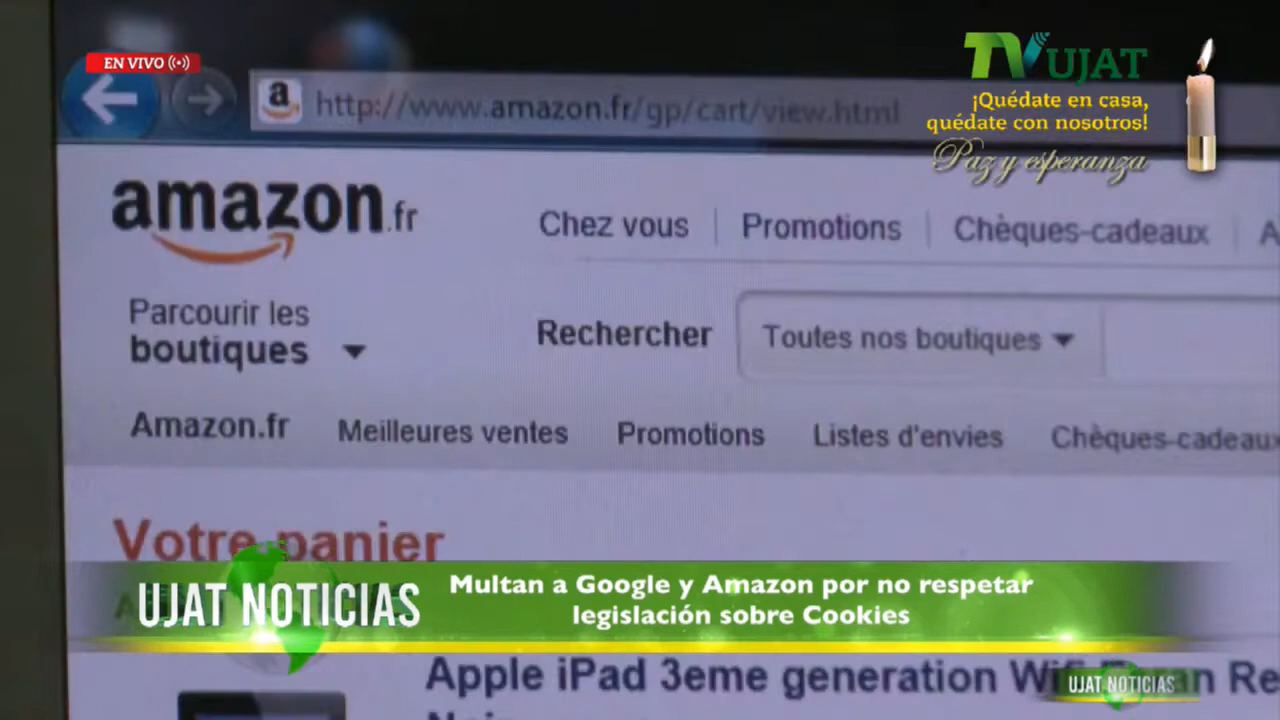 EN VIVO
TVUJAT
¡Quédate en casa,
quédate con nosotros!
Paz y esperanza
a http://www.amazon.fr/gp/cart/view.html
amazon.fr
Chez vous Promotions Chèques-cadeaux A
Parcourir les
boutiques
Rechercher Toutes nos boutiques
Amazon.fr Meilleures ventes Promotions Listes d'envies Chèques-cadeaux
Votre panier
UJAT NOTICIAS
Multan a Google y Amazon por no respetar
legislación sobre Cookies
Apple iPad 3eme generation Re
UJAT NOTICIAS